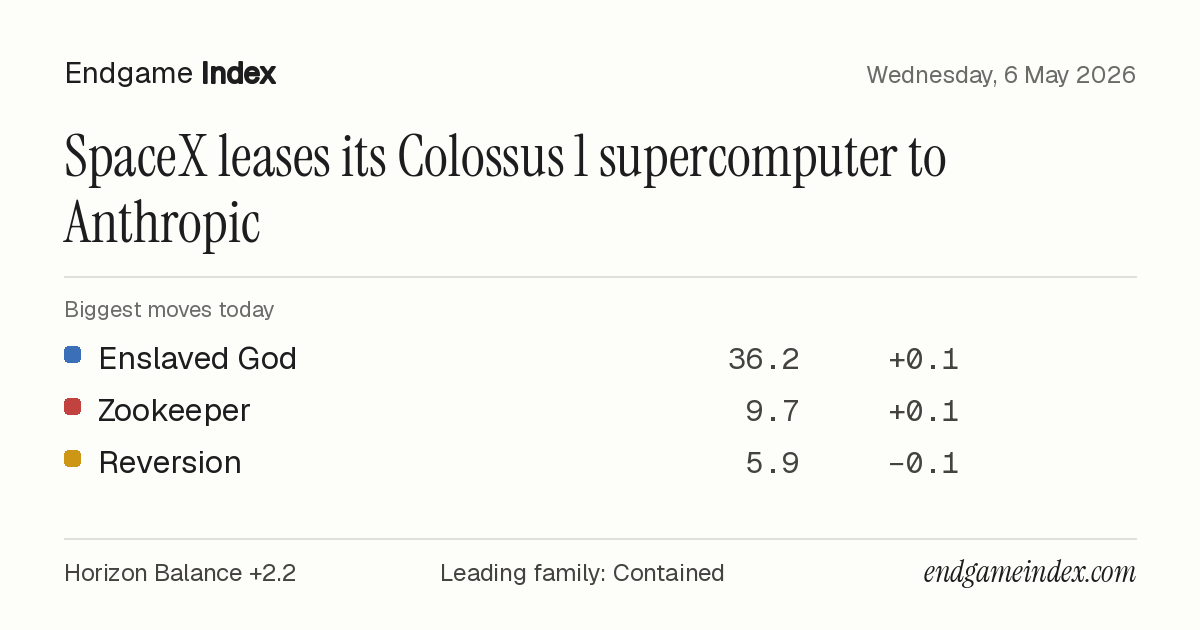 Endgame Index
Wednesday, 6 May 2026
SpaceX leases its Colossus 1 supercomputer to
Anthropic
Biggest moves today
Enslaved God 36.2 +0.1
Zookeeper 9.7 +0.1
Reversion 5.9 −0.1
Horizon Balance +2.2
Leading family: Contained
endgameindex.com